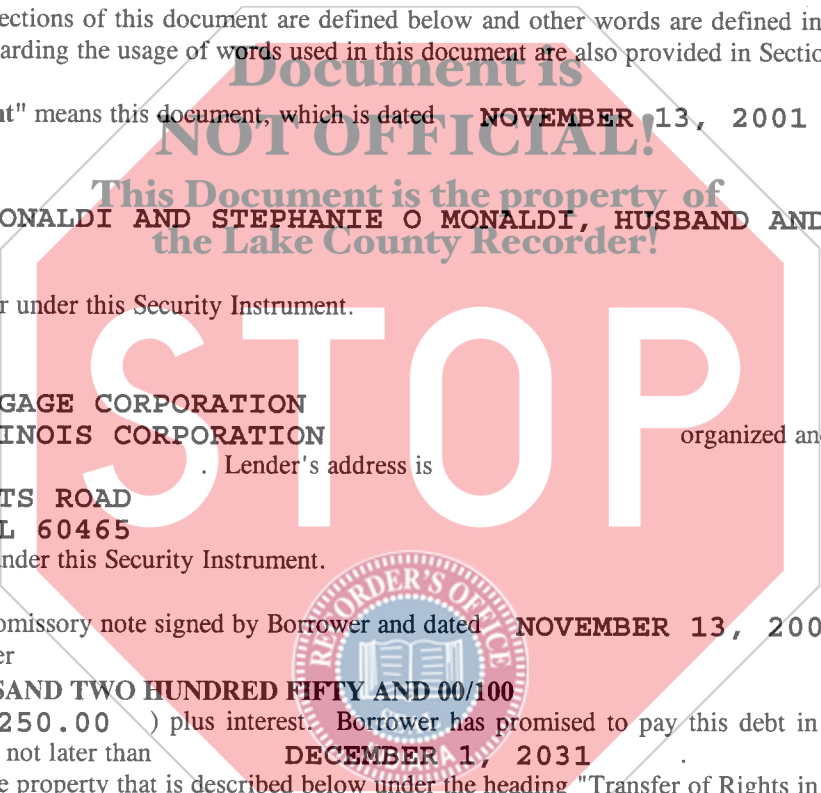 ections of this document are defined below and other words are defined in
arding the usage of words used in this document are also provided in Sectio
Document is
nt" means this document, which is dated NOVEMBER 13, 2001
NOT OFFICIAL!
This Document is the property of
ONALDI AND STEPHANIE O MONALDI, HUSBAND AND
the Lake County Recorder!
r under this Security Instrument.
STOP
GAGE CORPORATION
INOIS CORPORATION organized and
. Lender's address is
TS ROAD
L 60465
nder this Security Instrument.
RECORDER'S OFFICE
omissory note signed by Borrower and dated NOVEMBER 13, 200
er
SAND TWO HUNDRED FIFTY AND 00/100
250.00 ) plus interest. Borrower has promised to pay this debt in
SEAL
not later than DECEMBER 1, 2031 .
INDIANA
e property that is described below under the heading "Transfer of Rights in